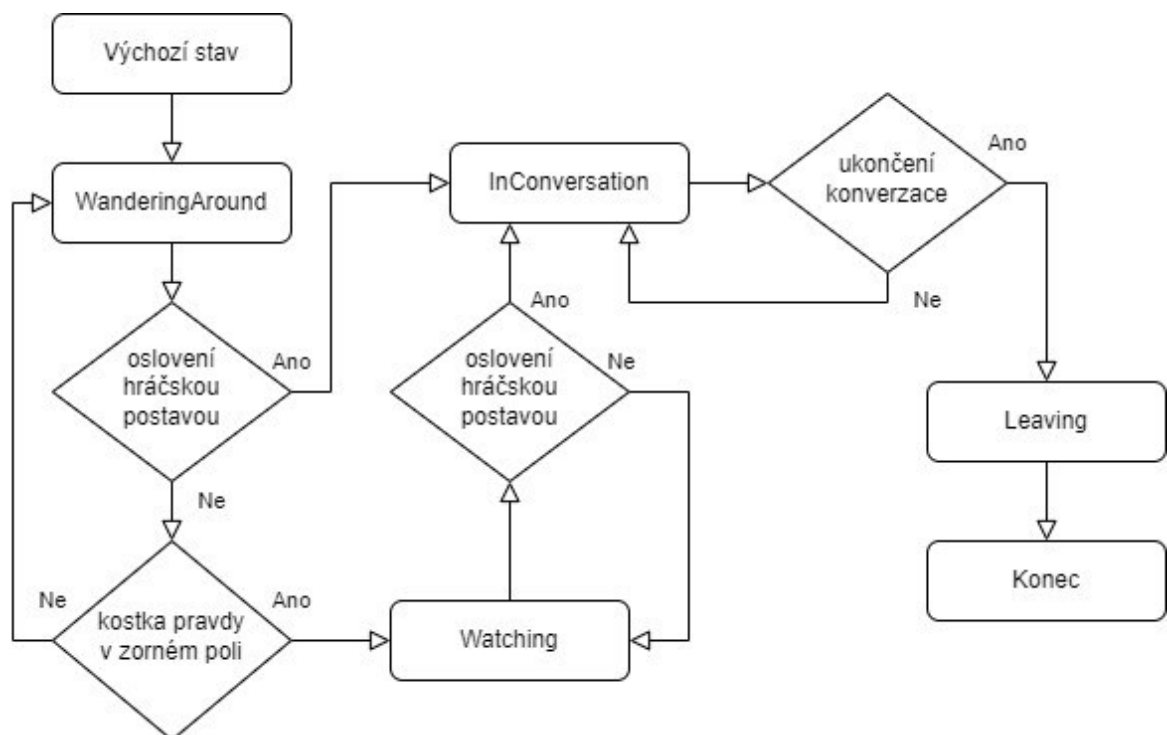 Výchozí stav
WanderingAround
oslovení
hráčskou
postavou
Ano
Ne
kostka pravdy
v zorném poli
Ne
Ano
Watching
oslovení
hráčskou
postavou
Ano
Ne
InConversation
ukončení
konverzace
Ano
Ne
Leaving
Konec